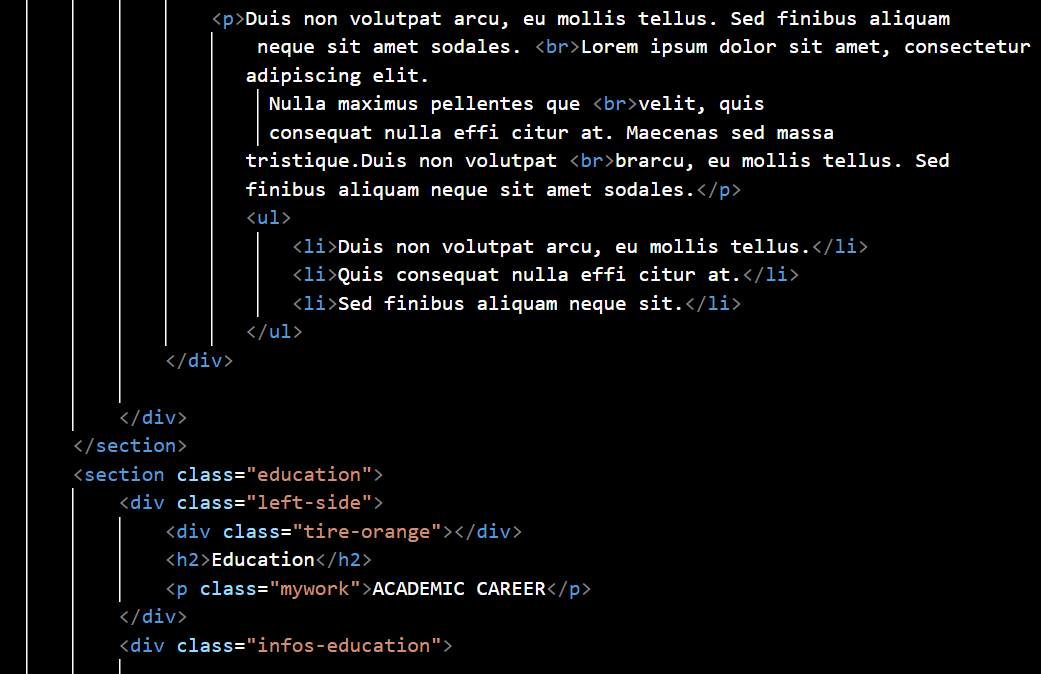 <p>Duis non volutpat arcu, eu mollis tellus. Sed finibus aliquam
neque sit amet sodales. <br>Lorem ipsum dolor sit amet, consectetur
adipiscing elit.
Nulla maximus pellentes que <br>velit, quis
consequat nulla effi citur at. Maecenas sed massa
tristique.Duis non volutpat <br>brarcu, eu mollis tellus. Sed
finibus aliquam neque sit amet sodales.</p>
<ul>
<li>Duis non volutpat arcu, eu mollis tellus.</li>
<li>Quis consequat nulla effi citur at.</li>
<li>Sed finibus aliquam neque sit.</li>
</ul>
</div>
</div>
</section>
<section class="education">
<div class="left-side">
<div class="tire-orange"></div>
<h2>Education</h2>
<p class="mywork">ACADEMIC CAREER</p>
</div>
<div class="infos-education">